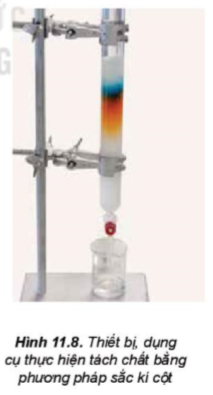 Hình 11.8. Thiết bị, dụng
cụ thực hiện tách chất bằng
phương pháp sắc kí cột